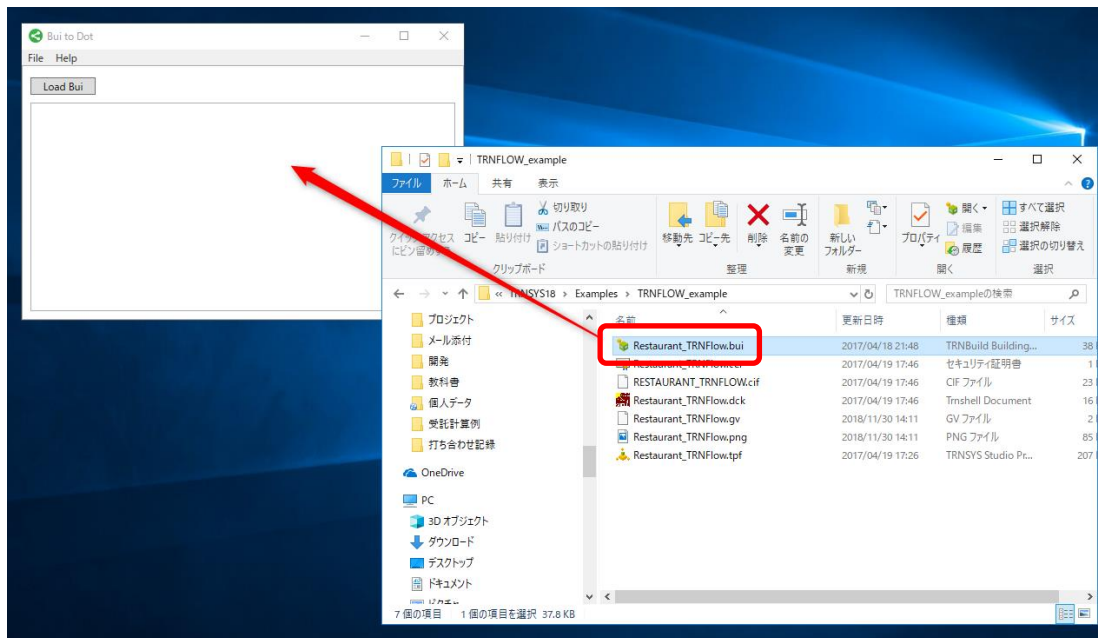 Bui to Dot
File Help
Load Bui
TRNFLOW_example
ファイル ホーム 共有 表示
コピー
貼り付け
切り取り
パスのコピー
ショートカットの貼り付け
クリップボード
移動先
コピー先
削除
名前の
変更
整理
新しい
フォルダー
新規
プロパティ
開く
編集
履歴
開く
すべて選択
選択解除
選択の切り替え
選択
« TRNSYS18 › Examples › TRNFLOW_example
TRNFLOW_exampleの検索
プロジェクト
メール添付
開発
教科書
個人データ
受託計算例
打ち合わせ記録
OneDrive
PC
3D オブジェクト
ダウンロード
デスクトップ
ドキュメント
名前 更新日時 種類 サイズ
Restaurant_TRNFlow.bui 2017/04/18 21:48 TRNBuild Building... 38
2017/04/19 17:46 セキュリティ証明書 1
RESTAURANT_TRNFLOW.cif 2017/04/19 17:46 CIF ファイル 23
Restaurant_TRNFlow.dck 2017/04/19 17:46 Trnshell Document 16
Restaurant_TRNFlow.gv 2018/11/30 14:11 GV ファイル 2
Restaurant_TRNFlow.png 2018/11/30 14:11 PNG ファイル 85
Restaurant_TRNFlow.tpf 2017/04/19 17:26 TRNSYS Studio Pr... 207
7 個の項目 1 個の項目を選択 37.8 KB